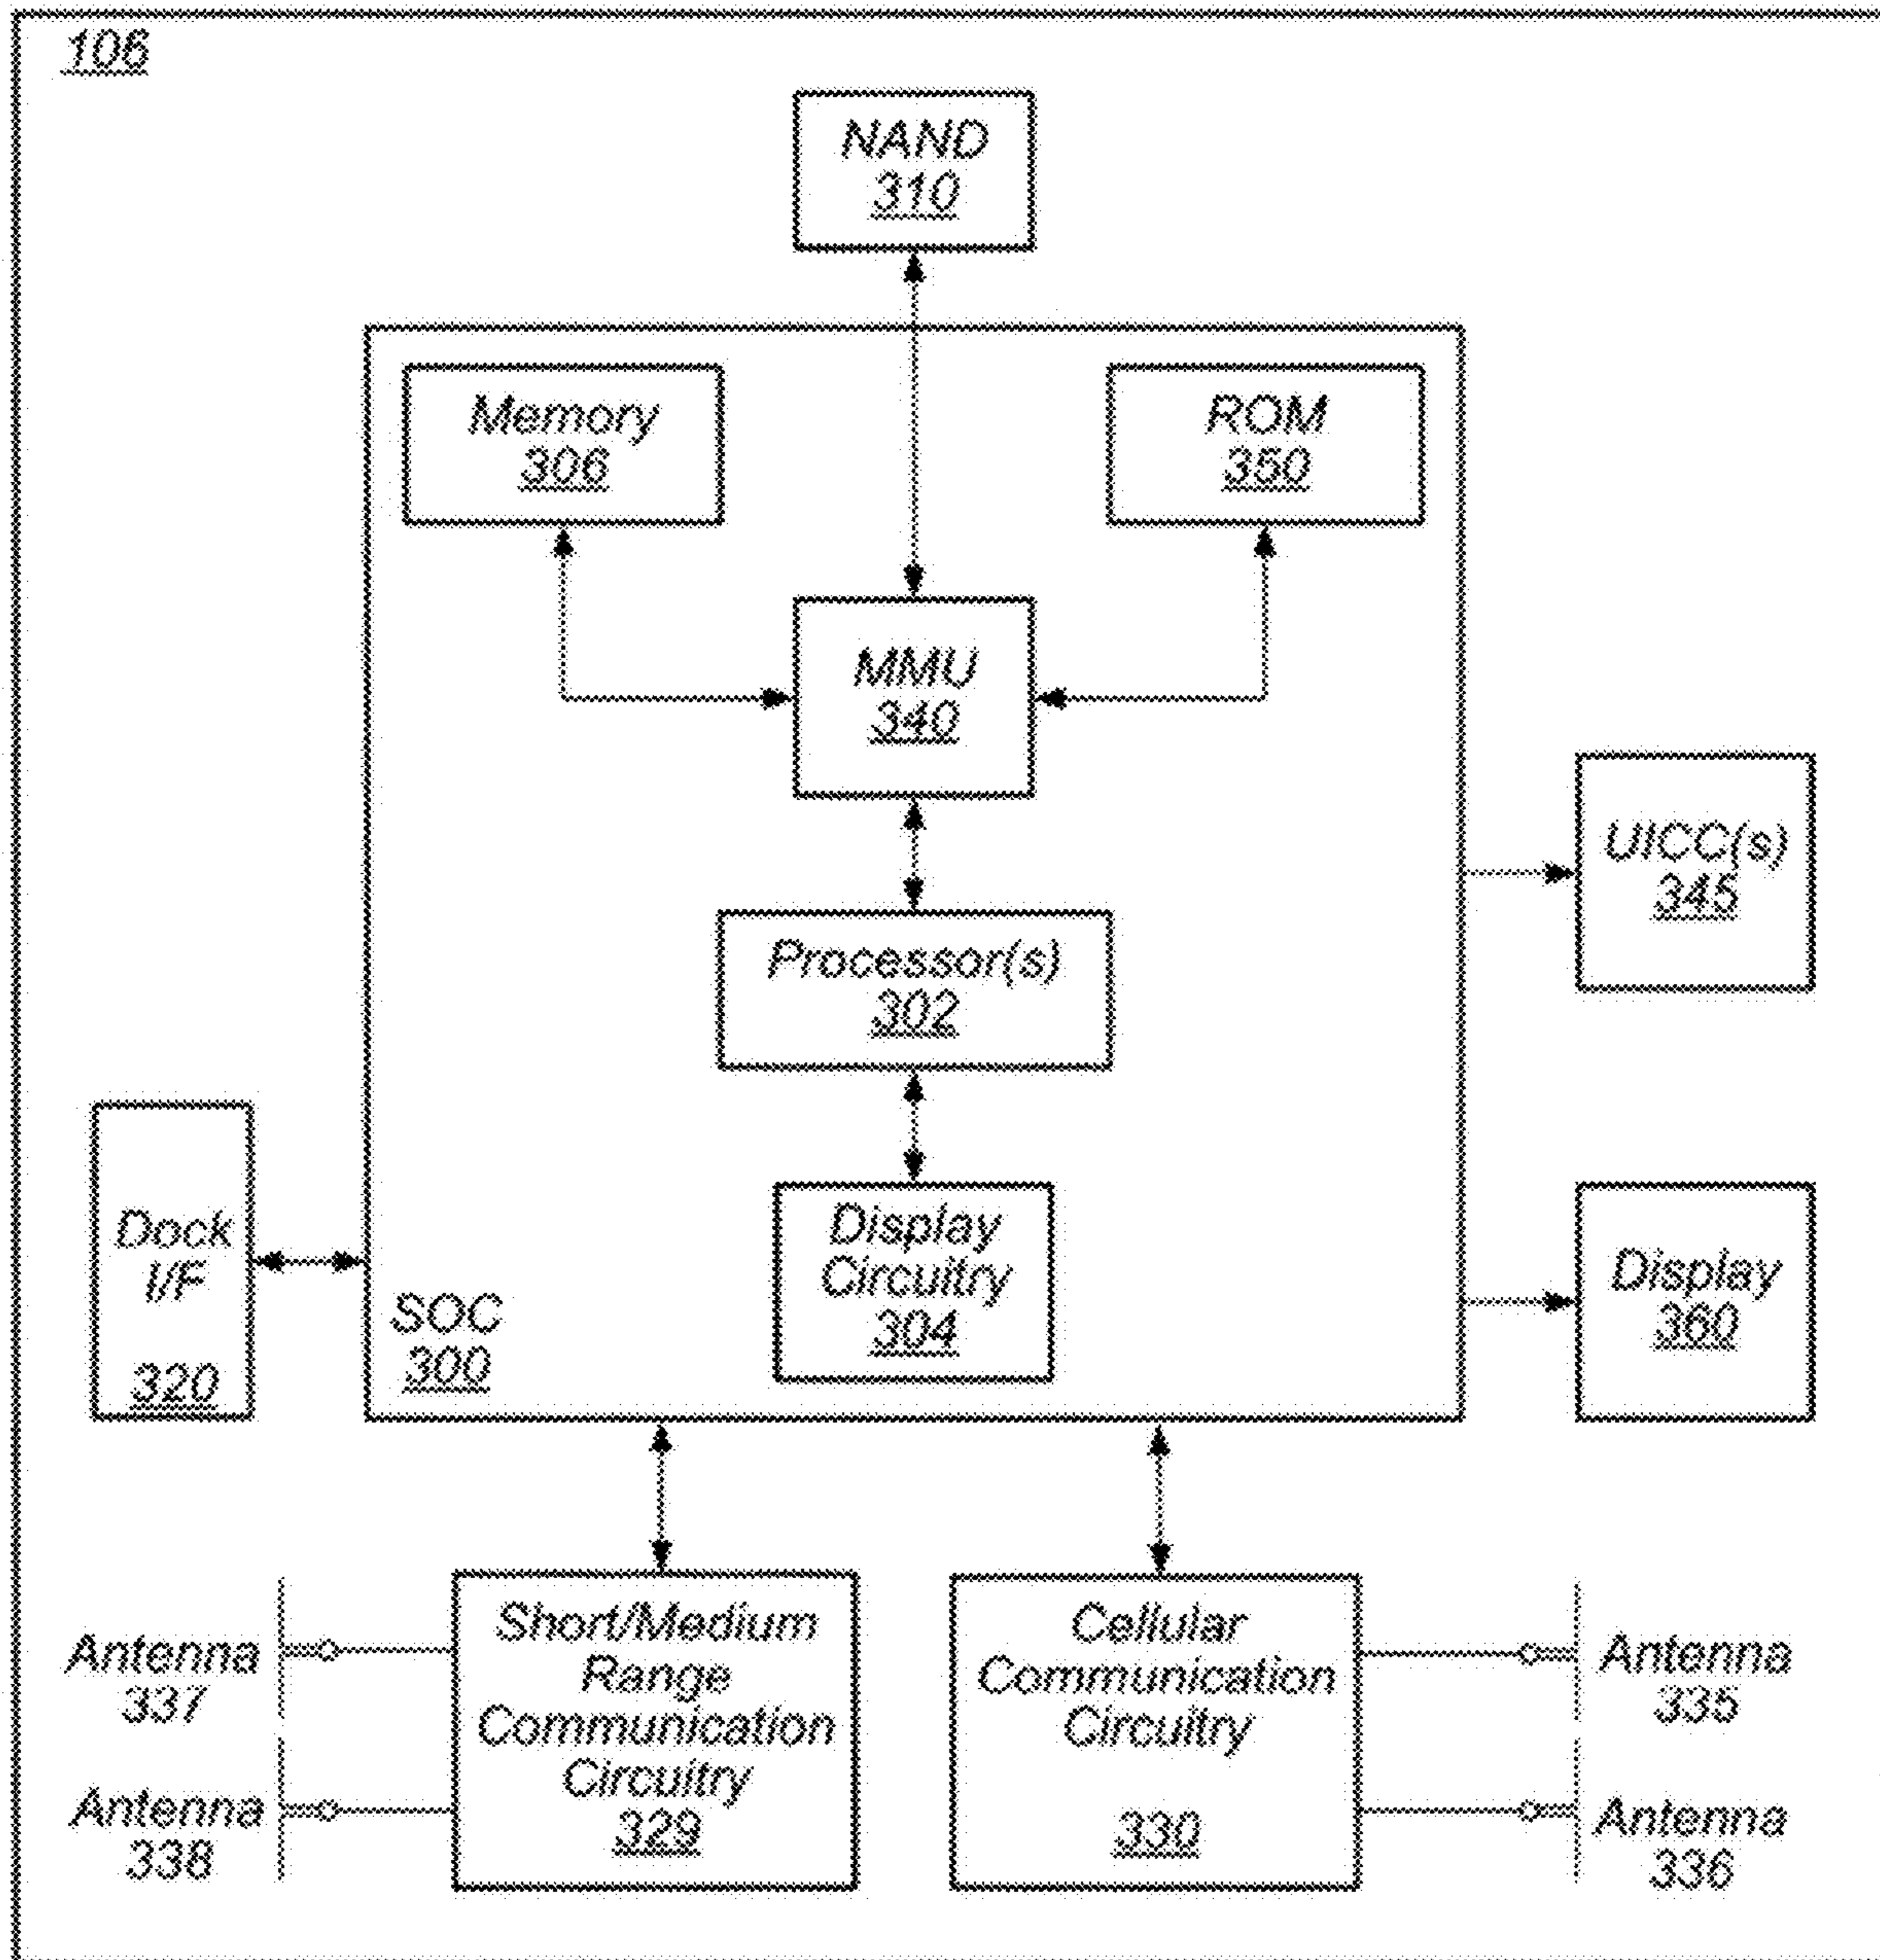 106
NAND
310
Memory
306
ROM
350
MMU
340
UICC(s)
345
Processor(s)
302
Dock
I/F
320
Display
Circuitry
304
SOC
300
Display
360
Antenna
337
Antenna
338
Short/Medium
Range
Communication
Circuitry
329
Cellular
Communication
Circuitry
330
Antenna
335
Antenna
336